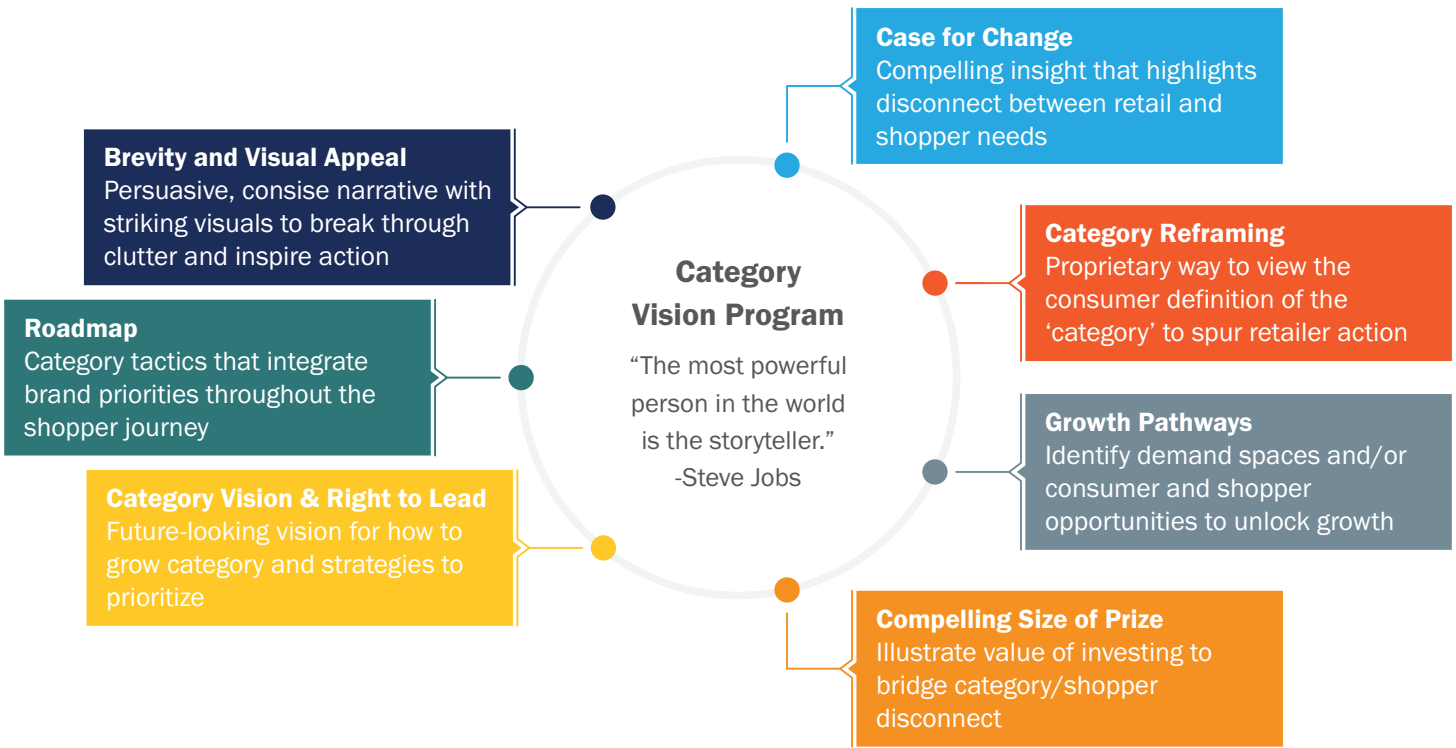 Case for Change
Compelling insight that highlights
disconnect between retail and
shopper needs
Brevity and Visual Appeal
Persuasive, consise narrative with
striking visuals to break through
clutter and inspire action
Category Reframing
Proprietary way to view the
consumer definition of the
‘category’ to spur retailer action
Category
Vision Program
“The most powerful
person in the world
is the storyteller.”
-Steve Jobs
Roadmap
Category tactics that integrate
brand priorities throughout the
shopper journey
Growth Pathways
Identify demand spaces and/or
consumer and shopper
opportunities to unlock growth
Category Vision & Right to Lead
Future-looking vision for how to
grow category and strategies to
prioritize
Compelling Size of Prize
Illustrate value of investing to
bridge category/shopper
disconnect